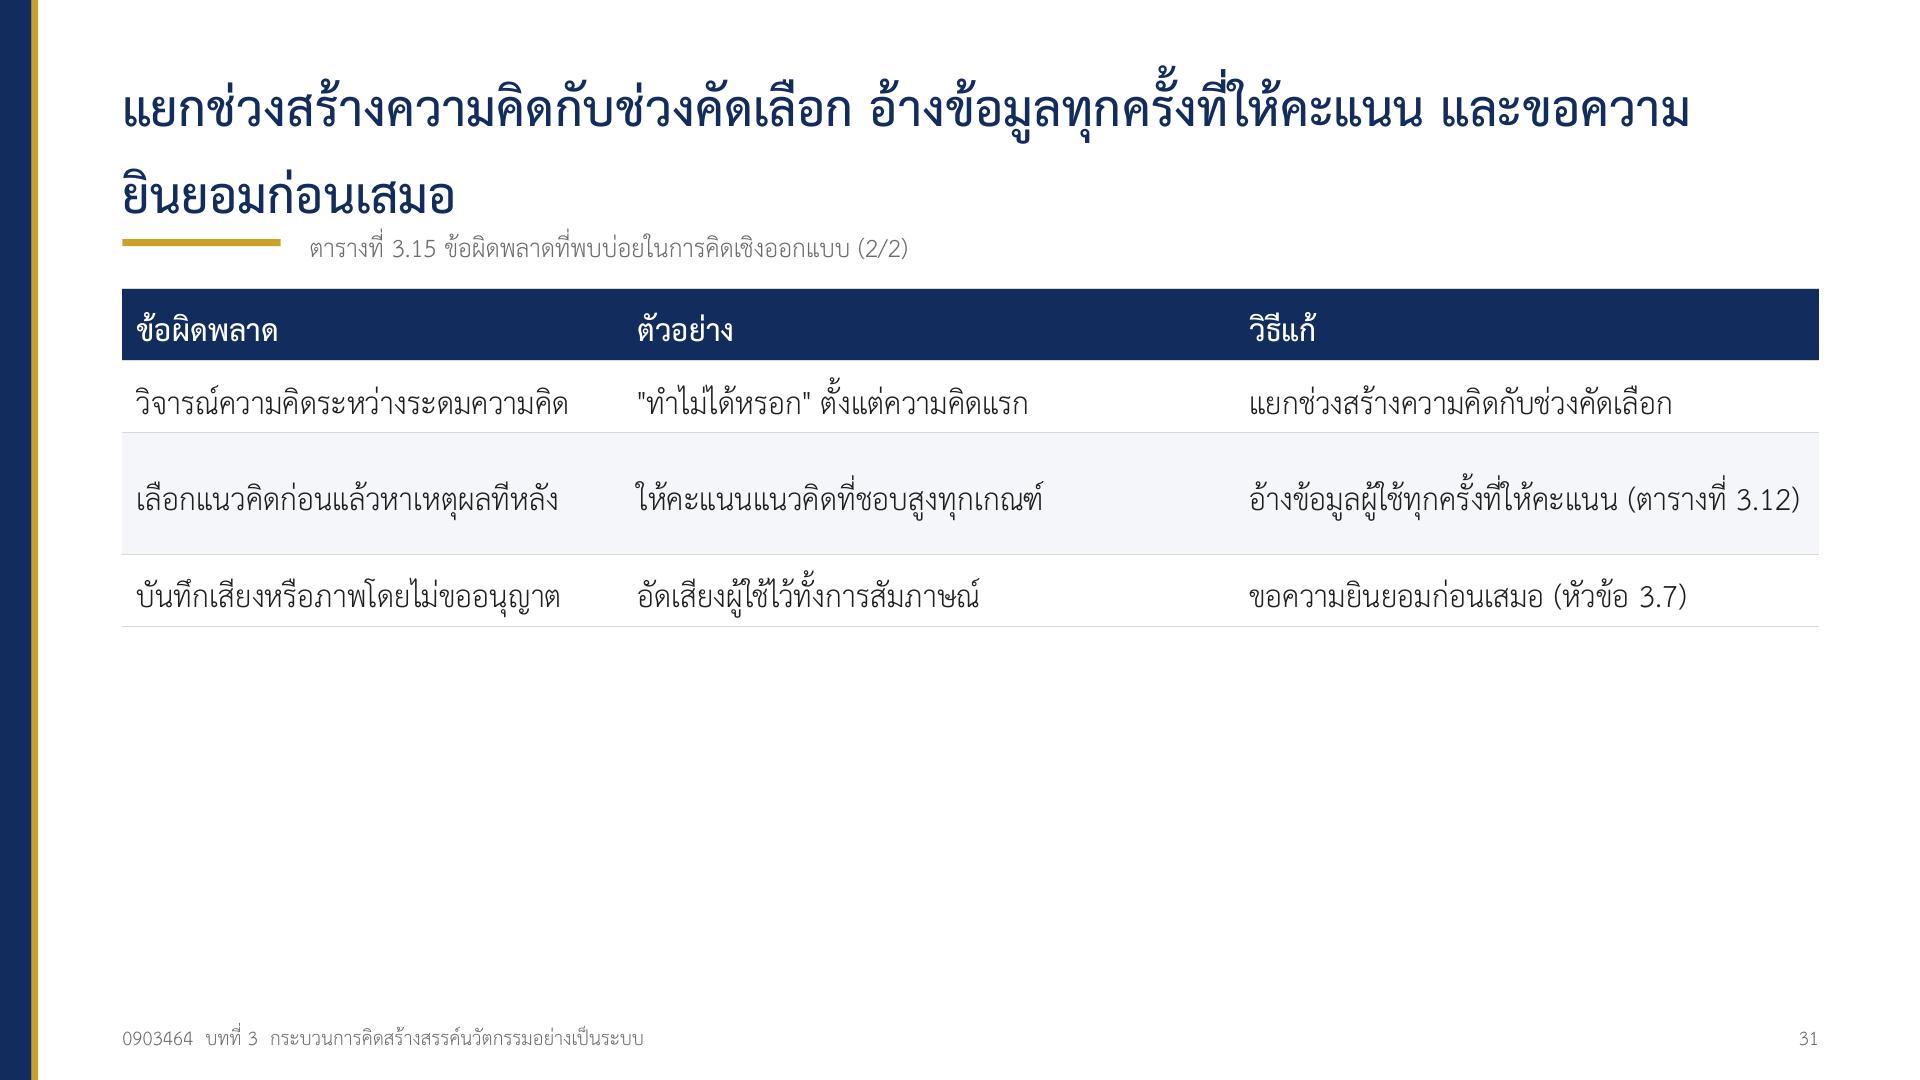 แยกช่วงสร้างความคิดกับช่วงคัดเลือก อ้างข้อมูลทุกครั้งที่ให้คะแนน และขอความ
ยินยอมก่อนเสมอ
ตารางที่ 3.15 ข้อผิดพลาดที่พบบ่อยในการคิดเชิงออกแบบ (2/2)
ข้อผิดพลาด ตัวอย่าง วิธีแก้
วิจารณ์ความคิดระหว่างระดมความคิด "ทำไม่ได้หรอก" ตั้งแต่ความคิดแรก แยกช่วงสร้างความคิดกับช่วงคัดเลือก
เลือกแนวคิดก่อนแล้วหาเหตุผลทีหลัง ให้คะแนนแนวคิดที่ชอบสูงทุกเกณฑ์ อ้างข้อมูลผู้ใช้ทุกครั้งที่ให้คะแนน (ตารางที่ 3.12)
บันทึกเสียงหรือภาพโดยไม่ขออนุญาต อัดเสียงผู้ใช้ไว้ทั้งการสัมภาษณ์ ขอความยินยอมก่อนเสมอ (หัวข้อ 3.7)
0903464 บทที่ 3 กระบวนการคิดสร้างสรรค์นวัตกรรมอย่างเป็นระบบ 31